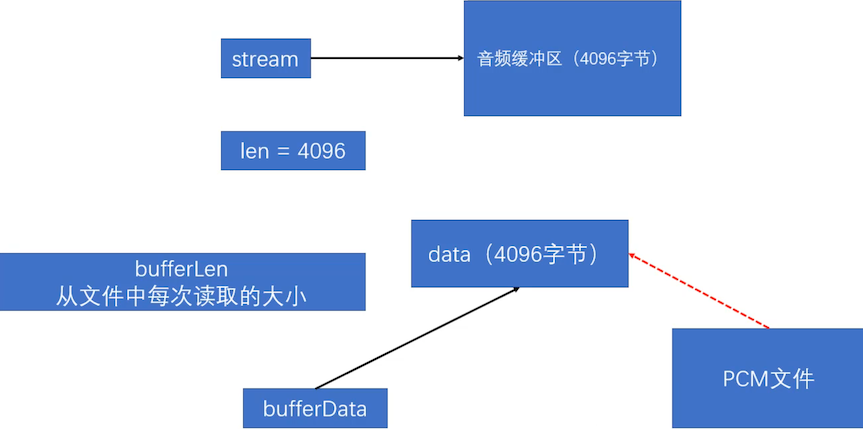 stream
音频缓冲区（4096字节）
len = 4096
data（4096字节）
bufferLen
从文件中每次读取的大小
PCM文件
bufferData